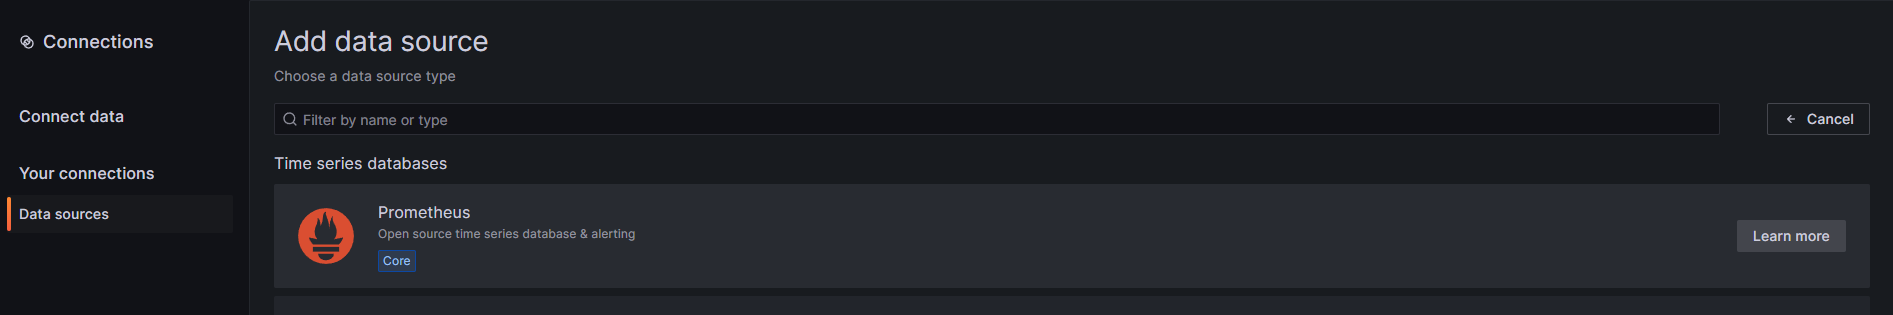 Connections
Connect data
Your connections
Data sources
Add data source
Choose a data source type
Filter by name or type
Cancel
Time series databases
Prometheus
Open source time series database & alerting
Core
Learn more